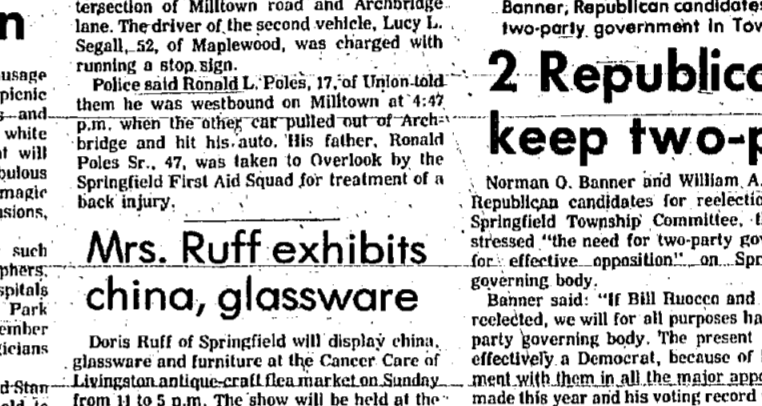 n
usage
picnic
and
white
t will
bulous
magic
sions,
such
phers,
spitals
Park
ember
icians
d Stan
tersection of Milltown road and Archbridge
lane. The driver of the second vehicle, Lucy L.
Segall, 52, of Maplewood, was charged with
running a stop sign.
Police said Ronald L. Poles, 17, of Union told
them he was westbound on Milltown at 4:47
p.m. when the other car pulled out of Arch-
bridge and hit his auto. His father, Ronald
Poles Sr., 47, was taken to Overlook by the
Springfield First Aid Squad for treatment of a
back injury.
Mrs. Ruff exhibits
china, glassware
Doris Ruff of Springfield will display china,
glassware and furniture at the Cancer Care of
Livingston antique-craft flea market on Sunday
from 11 to 5 p.m. The show will be held at the
Banner, Republican candidates
two-party government in Tow
2 Republica
keep two-p
Norman O. Banner and William A.
Republican candidates for reelectio
Springfield Township Committee, t
stressed "the need for two-party gov
for effective opposition" on Spr
governing body.
Banner said: "If Bill Ruocco and
reelected, we will for all purposes ha
party governing body. The present
effectively a Democrat, because of
ment with them in all the major appo
made this year and his voting record